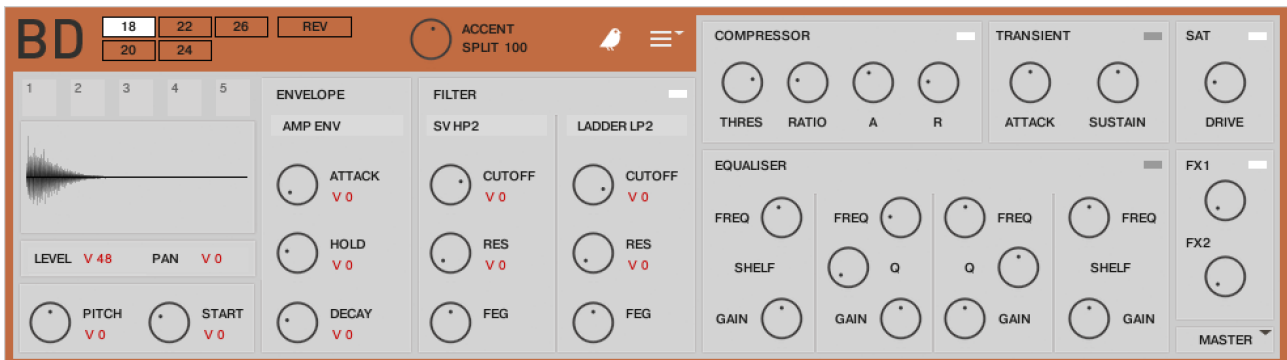 BD
18 22 26 REV
20 24
ACCENT
SPLIT 100
1 2 3 4 5
LEVEL V 48 PAN V 0
PITCH
V 0
START
V 0
ENVELOPE
AMP ENV
ATTACK
V 0
HOLD
V 0
DECAY
V 0
FILTER
SV HP2
LADDER LP2
CUTOFF
V 0
CUTOFF
V 0
RES
V 0
RES
V 0
FEG
FEG
COMPRESSOR
THRES RATIO A R
TRANSIENT
ATTACK SUSTAIN
SAT
DRIVE
EQUALISER
FREQ FREQ FREQ FREQ
SHELF Q Q SHELF
GAIN GAIN GAIN GAIN
FX1
FX2
MASTER